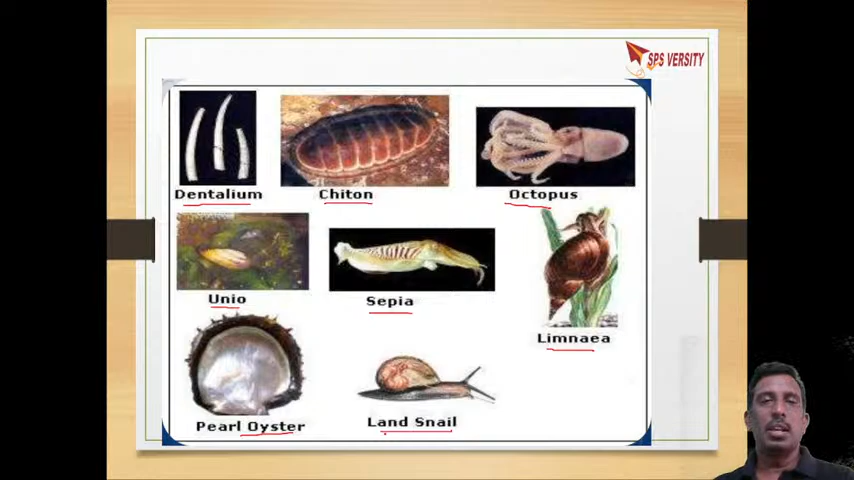 SPS VERSITY
Dentalium
Chiton
Octopus
Unio
Sepia
Limnaea
Pearl Oyster
Land Snail